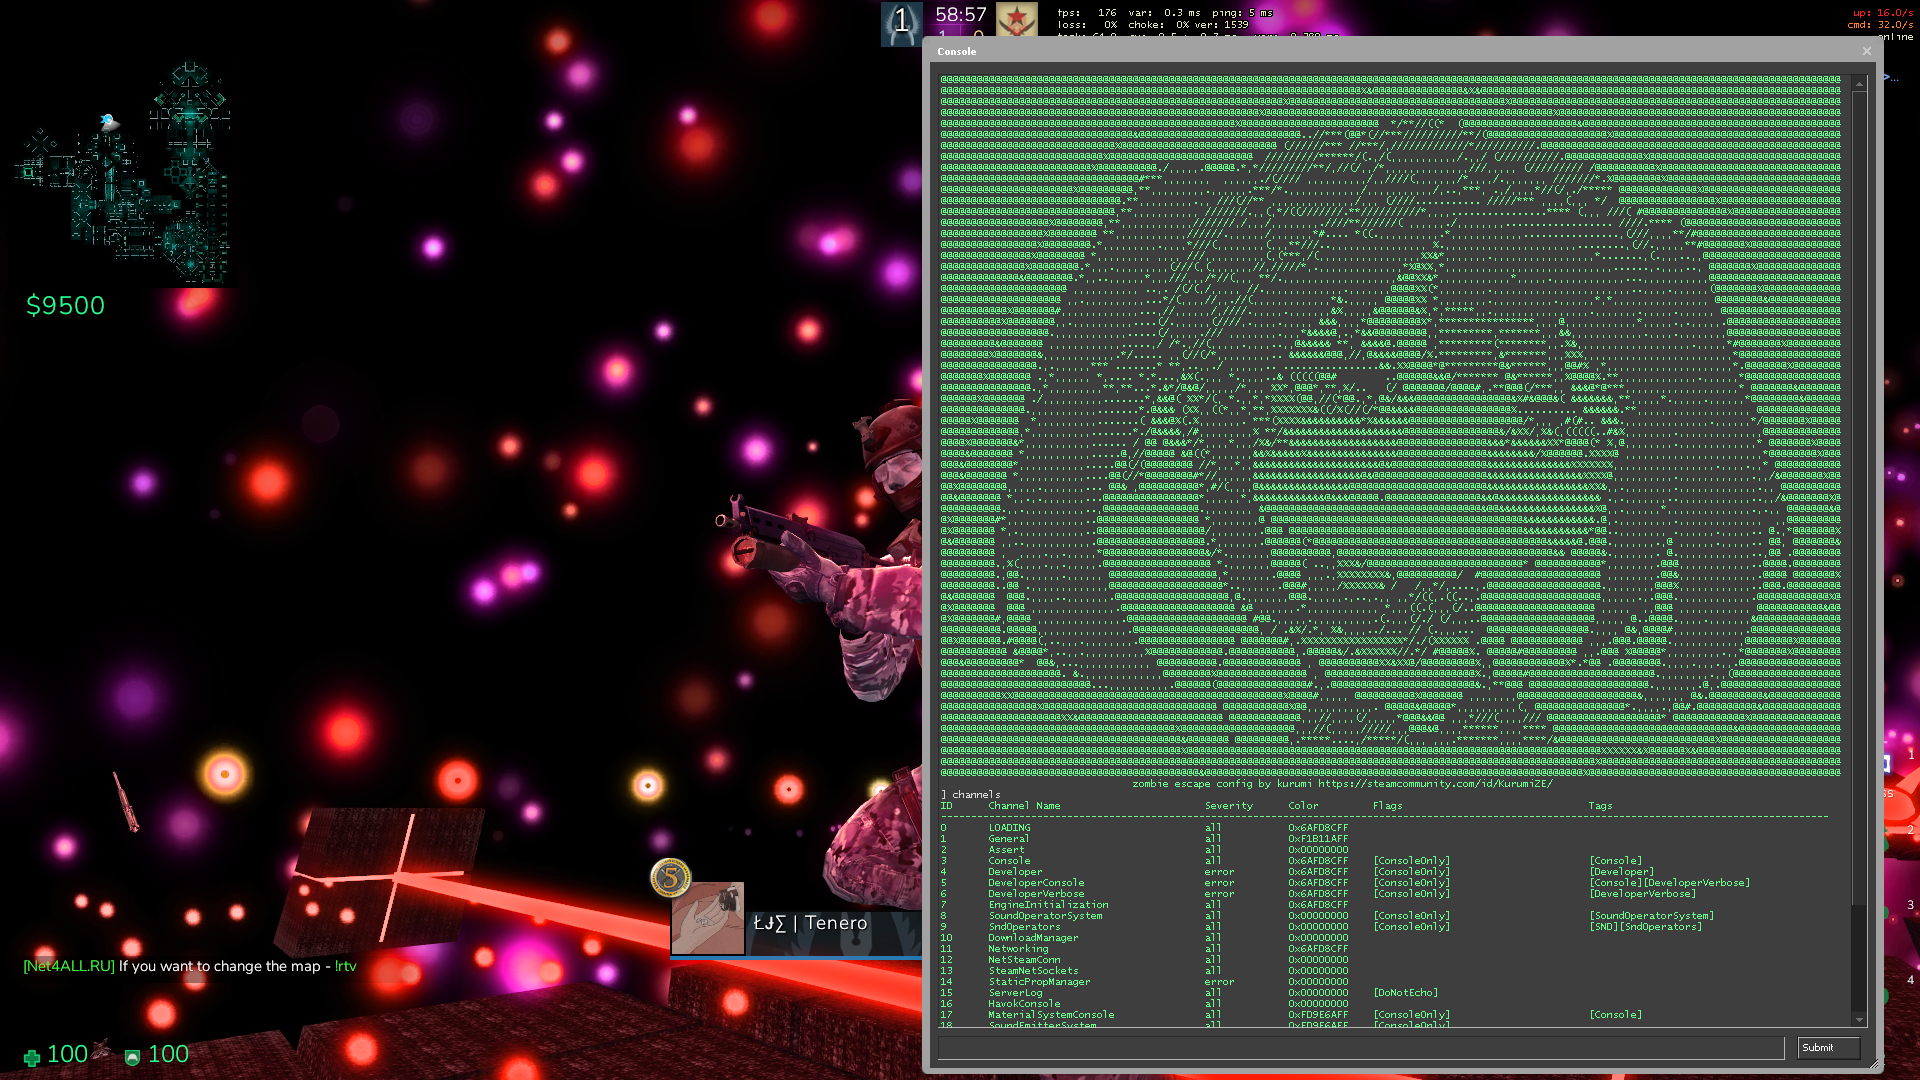 1
58:57
fps: 176 var: 0.3 ms ping: 5 ms
loss: 0% choke: 0% ver: 1539
up: 16.0/s
cmd: 32.0/s
online
Console
$9500
zombie escape config by kurumi https://steamcommunity.com/id/KurumiZE/
] channels
ID Channel Name Severity Color Flags Tags
0 LOADING all 0x6AFD8CFF
1 General all 0xF1B11AFF
2 Assert all 0x00000000
3 Console all 0x6AFD8CFF [ConsoleOnly] [Console]
4 Developer error 0x6AFD8CFF [ConsoleOnly] [Developer]
5 DeveloperConsole error 0x6AFD8CFF [ConsoleOnly] [Console][DeveloperVerbose]
6 DeveloperVerbose error 0x6AFD8CFF [ConsoleOnly] [DeveloperVerbose]
7 EngineInitialization all 0x6AFD8CFF
8 SoundOperatorSystem all 0x00000000 [ConsoleOnly] [SoundOperatorSystem]
9 SndOperators all 0x00000000 [ConsoleOnly] [SND][SndOperators]
10 DownloadManager all 0x00000000
11 Networking all 0x6AFD8CFF
12 NetSteamConn all 0x00000000
13 SteamNetSockets all 0x00000000
14 StaticPropManager error 0x00000000
15 ServerLog all 0x00000000 [DoNotEcho]
16 HavokConsole all 0x00000000
17 MaterialSystemConsole all 0xFD9E6AFF [ConsoleOnly] [Console]
18 SoundEmitterSystem all 0xFD9E6AFF [ConsoleOnly]
Submit
5
ŁɈƩ | Tenero
[Net4ALL.RU] If you want to change the map - !rtv
100 100
1
2
3
4